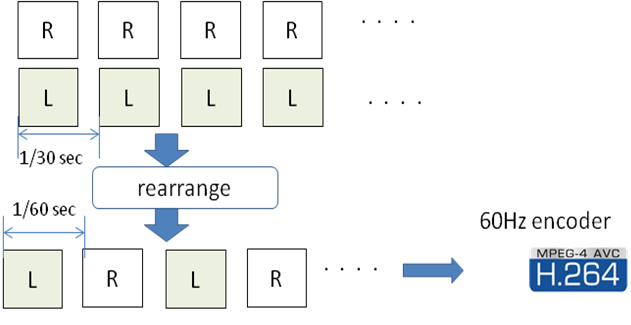 R R R R . . . .
L L L L . . . .
1/30 sec
rearrange
1/60 sec
60Hz encoder
L R L R . . . .
MPEG-4 AVC
H.264